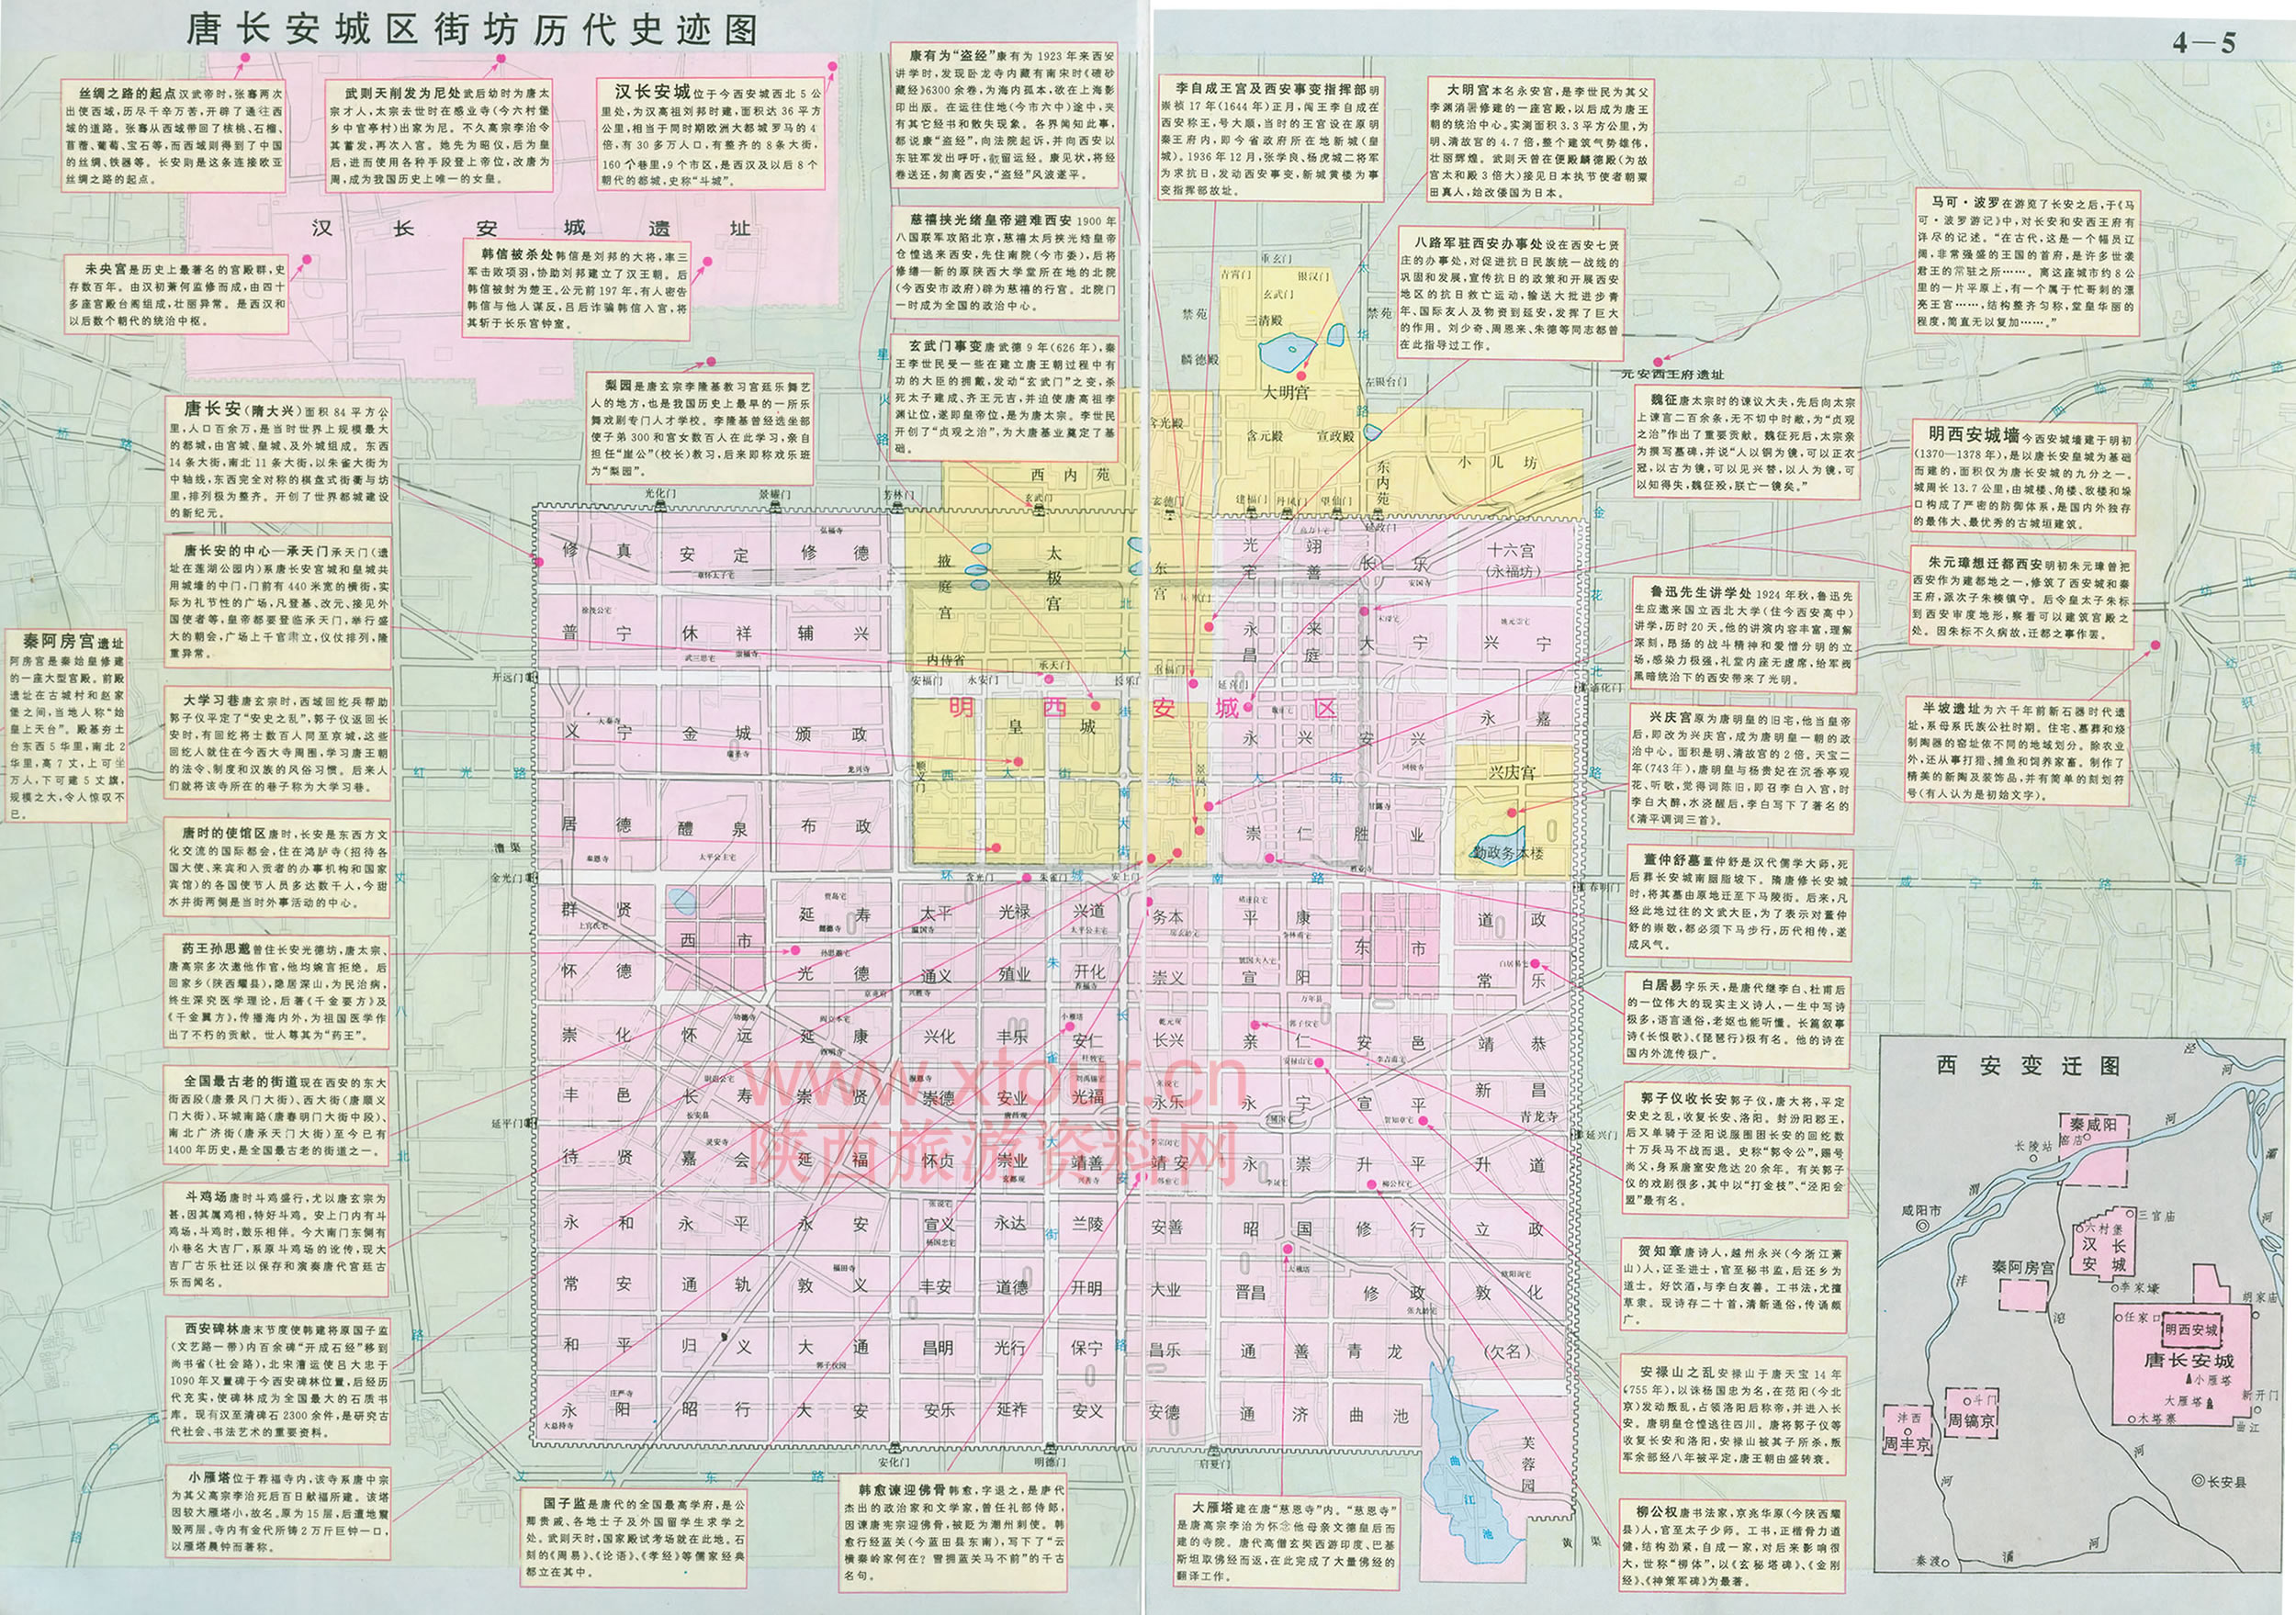 唐长安城区街坊历代史迹图
4—5
丝绸之路的起点汉武帝时,张骞两次
出使西域,历尽千辛万苦,开辟了通往西
域的道路。张骞从西域带回了核桃、石榴、
苜蓿、葡萄、宝石等,而西域则得到了中国
的丝绸、铁器等。长安则是这条连接欧亚
丝绸之路的起点。
武则天削发为尼处武后幼时为唐太
宗才人,太宗去世时在感业寺(今六村堡
乡中官亭村)出家为尼。不久高宗李治令
其蓄发,再次入宫。她先为昭仪,后为皇
后,进而使用各种手段登上帝位,改唐为
周,成为我国历史上唯一的女皇。
汉长安城位于今西安城西北5公
里处,为汉高祖刘邦时建,面积达36平方
公里,相当于同时期欧洲大都城罗马的4
倍,有30多万人口,有整齐的8条大街,
160个巷里,9个市区,是西汉及以后8个
朝代的都城,史称“斗城”。
康有为“盗经”康有为1923年来西安
讲学时,发现卧龙寺内藏有南宋时《碛砂
藏经》6300余卷,为海内孤本,欲在上海影
印出版。在运往住地(今市六中)途中,夹
有其它经书和散失现象。各界闻知此事,
都说康“盗经”,向法院起诉,并向西安以
东驻军发出呼吁,截留运经。康见状,将经
卷送还,匆离西安,“盗经”风波遂平。
慈禧挟光绪皇帝避难西安1900年
八国联军攻陷北京,慈禧太后挟光绪皇帝
仓惶逃来西安,先住南院(今市委),后将
修缮一新的原陕西大学堂所在地的北院
(今西安市政府)辟为慈禧的行宫。北院门
一时成为全国的政治中心。
玄武门事变唐武德9年(626年),秦
王李世民受一些在建立唐王朝过程中有
功的大臣的拥戴,发动“玄武门”之变,杀
死太子建成、齐王元吉,并迫使唐高祖李
渊让位,遂即皇帝位,是为唐太宗。李世民
开创了“贞观之治”,为大唐基业奠定了基
础。
李自成王宫及西安事变指挥部明
崇祯17年(1644年)正月,闯王李自成在
西安称王,号大顺,当时的王宫设在原明
秦王府内,即今省政府所在地新城(皇
城)。1936年12月,张学良、杨虎城二将军
为求抗日,发动西安事变,新城黄楼为事
变指挥部故址。
大明宫本名永安宫,是李世民为其父
李渊消暑修建的一座宫殿,以后成为唐王
朝的统治中心。实测面积3.3平方公里,为
明、清故宫的4.7倍,整个建筑气势雄伟,
壮丽辉煌。武则天曾在便殿麟德殿(为故
宫太和殿3倍大)接见日本执节使者朝粟
田真人,始改倭国为日本。
八路军驻西安办事处设在西安七贤
庄的办事处,对促进抗日民族统一战线的
巩固和发展,宣传抗日的政策和开展西安
地区的抗日救亡运动,输送大批进步青
年、国际友人及物资到延安,发挥了巨大
的作用。刘少奇、周恩来、朱德等同志都曾
在此指导过工作。
马可·波罗在游览了长安之后,于《马
可·波罗游记》中,对长安和安西王府有
详尽的记述。“在古代,这是一个幅员辽
阔,非常强盛的王国的首府,是许多世袭
君王的常驻之所……。离这座城市约8公
里的一片平原上,有一个属于忙哥剌的漂
亮王宫……,结构整齐匀称,堂皇华丽的
程度,简直无以复加……。”
汉长安城遗址
未央宫是历史上最著名的宫殿群,史
存数百年。由汉初萧何监修而成,由四十
多座宫殿台阁组成,壮丽异常。是西汉和
以后数个朝代的统治中枢。
韩信被杀处韩信是刘邦的大将,率三
军击败项羽,协助刘邦建立了汉王朝。后
韩信被封为楚王。公元前197年,有人密告
韩信与他人谋反,吕后诈骗韩信入宫,将
其斩于长乐宫钟室。
梨园是唐玄宗李隆基教习宫廷乐舞艺
人的地方,也是我国历史上最早的一所乐
舞戏剧专门人才学校。李隆基曾经选坐部
使子弟300和宫女数百人在此学习,亲自
担任“崖公”(校长)教习,后来即称戏乐班
为“梨园”。
唐长安(隋大兴)面积84平方公
里,人口百余万,是当时世界上规模最大
的都城,由宫城、皇城、及外城组成。东西
14条大街,南北11条大街,以朱雀大街为
中轴线,东西完全对称的棋盘式街衢与坊
里,排列极为整齐。开创了世界都城建设
的新纪元。
唐长安的中心—承天门承天门(遗
址在莲湖公园内)系唐长安宫城和皇城共
用城墙的中门,门前有440米宽的横街,实
际为礼节性的广场,凡登基、改元、接见外
国使者等,皇帝都要登临承天门,举行盛
大的朝会,广场上千官肃立,仪仗排列,隆
重异常。
秦阿房宫遗址
阿房宫是秦始皇修建
的一座大型宫殿。前殿
遗址在古城村和赵家
堡之间,当地人称“始
皇上天台”。殿基夯土
台东西5华里,南北2
华里,高7丈,上可坐
万人,下可建5丈旗,
规模之大,令人惊叹不
已。
大学习巷唐玄宗时,西域回纥兵帮助
郭子仪平定了“安史之乱”,郭子仪返回长
安时,有回纥将士数百人同至京城,这些
回纥人就住在今西大寺周围,学习唐王朝
的法令、制度和汉族的风俗习惯。后来人
们就将该寺所在的巷子称为大学习巷。
唐时的使馆区唐时,长安是东西方文
化交流的国际都会,住在鸿胪寺(招待各
国大使、来宾和入贡者的办事机构和国家
宾馆)的各国使节人员多达数千人,今甜
水井街两侧是当时外事活动的中心。
药王孙思邈曾住长安光德坊,唐太宗、
唐高宗多次邀他作官,他均婉言拒绝。后
回家乡(陕西耀县),隐居深山,为民治病,
终生深究医学理论,后著《千金要方》及
《千金翼方》,传播海内外,为祖国医学作
出了不朽的贡献。世人尊其为“药王”。
全国最古老的街道现在西安的东大
街西段(唐景风门大街)、西大街(唐顺义
门大街)、环城南路(唐春明门大街中段)、
南北广济街(唐承天门大街)至今已有
1400年历史,是全国最古老的街道之一。
斗鸡场唐时斗鸡盛行,尤以唐玄宗为
甚,因其属鸡相,特好斗鸡。安上门内有斗
鸡场,斗鸡时,鼓乐相伴。今大南门东侧有
小巷名大吉厂,系原斗鸡场的讹传,现大
吉厂古乐社还以保存和演奏唐代宫廷古
乐而闻名。
西安碑林唐末节度使韩建将原国子监
(文艺路一带)内百余碑“开成石经”移到
尚书省(社会路),北宋漕运使吕大忠于
1090年又置碑于今西安碑林位置,后经历
代充实,使碑林成为全国最大的石质书
库。现有汉至清碑石2300余件,是研究古
代社会、书法艺术的重要资料。
小雁塔位于荐福寺内,该寺系唐中宗
为其父高宗李治死后百日献福所建。该塔
因较大雁塔小,故名。原为15层,后遭地震
毁两层。寺内有金代所铸2万斤巨钟一口,
以雁塔晨钟而著称。
国子监是唐代的全国最高学府,是公
卿贵戚、各地士子及外国留学生求学之
处。武则天时,国家殿试考场就在此地。石
刻的《周易》、《论语》、《孝经》等儒家经典
都立在其中。
韩愈谏迎佛骨韩愈,字退之,是唐代
杰出的政治家和文学家,曾任礼部侍郎,
因谏唐宪宗迎佛骨,被贬为潮州刺使。韩
愈行经蓝关(今蓝田县东南),写下了“云
横秦岭家何在?雪拥蓝关马不前”的千古
名句。
大雁塔建在唐“慈恩寺”内。“慈恩寺”
是唐高宗李治为怀念他母亲文德皇后而
建的寺院。唐代高僧玄奘西游印度、巴基
斯坦取佛经而返,在此完成了大量佛经的
翻译工作。
魏征唐太宗时的谏议大夫,先后向太宗
上谏言二百余条,无不切中时敝,为“贞观
之治”作出了重要贡献。魏征死后,太宗亲
为撰写墓碑,并说“人以铜为镜,可以正衣
冠,以古为镜,可以见兴替,以人为镜,可
以知得失,魏征殁,朕亡一镜矣。”
明西安城墙今西安城墙建于明初
(1370—1378年),是以唐长安皇城为基础
而建的,面积仅为唐长安城的九分之一。
城周长13.7公里,由城楼、角楼、敌楼和垛
口构成了严密的防御体系,是国内外独存
的最伟大、最优秀的古城垣建筑。
朱元璋想迁都西安明初朱元璋曾把
西安作为建都地之一,修筑了西安城和秦
王府,派次子朱樉镇守。后令皇太子朱标
到西安审度地形,察看可以建筑宫殿之
处。因朱标不久病故,迁都之事作罢。
鲁迅先生讲学处1924年秋,鲁迅先
生应邀来国立西北大学(住今西安高中)
讲学,历时20天。他的讲演内容丰富,理解
深刻,昂扬的战斗精神和爱憎分明的立
场,感染力极强,礼堂内座无虚席,给军阀
黑暗统治下的西安带来了光明。
兴庆宫原为唐明皇的旧宅,他当皇帝
后,即改为兴庆宫,成为唐明皇一朝的政
治中心。面积是明、清故宫的2倍。天宝二
年(743年),唐明皇与杨贵妃在沉香亭观
花、听歌,觉得词陈旧,即召李白入宫,时
李白大醉,水浇醒后,李白写下了著名的
《清平调词三首》。
半坡遗址为六千年前新石器时代遗
址,系母系氏族公社时期。住宅、墓葬和烧
制陶器的窑址依不同的地域划分。除农业
外,还从事打猎、捕鱼和饲养家畜。制作了
精美的新陶及装饰品,并有简单的刻划符
号(有人认为是初始文字)。
董仲舒墓董仲舒是汉代儒学大师,死
后葬长安城南胭脂坡下。隋唐修长安城
时,将其墓由原地迁至下马陵街。后来,凡
经此地过往的文武大臣,为了表示对董仲
舒的崇敬,都必须下马步行,历代相传,遂
成风气。
白居易字乐天,是唐代继李白、杜甫后
的一位伟大的现实主义诗人,一生中写诗
极多,语言通俗,老妪也能听懂。长篇叙事
诗《长恨歌》、《琵琶行》极有名。他的诗在
国内外流传极广。
郭子仪收长安郭子仪,唐大将,平定
安史之乱,收复长安、洛阳。封汾阳郡王,
后又单骑于泾阳说服围困长安的回纥数
十万兵马不战而退。史称“郭令公”,赐号
尚父,身系唐室安危达20余年。有关郭子
仪的戏剧很多,其中以“打金枝”、“泾阳会
盟”最有名。
贺知章唐诗人,越州永兴(今浙江萧
山)人,证圣进士,官至秘书监,后还乡为
道士。好饮酒,与李白友善。工书法,尤擅
草隶。现诗存二十首,清新通俗,传诵颇
广。
安禄山之乱安禄山于唐天宝14年
(755年),以诛杨国忠为名,在范阳(今北
京)发动叛乱,占领洛阳后称帝,并进入长
安。唐明皇仓惶逃往四川。唐将郭子仪等
收复长安和洛阳,安禄山被其子所杀,叛
军余部经八年被平定,唐王朝由盛转衰。
柳公权唐书法家,京兆华原(今陕西耀
县)人,官至太子少师。工书,正楷骨力道
健,结构劲紧,自成一家,对后来影响很
大,世称“柳体”,以《玄秘塔碑》、《金刚
经》、《神策军碑》为最著。
元安西王府遗址
重玄门
青霄门 银汉门
玄武门
禁苑 三清殿 禁苑
麟德殿
大明宫 左银台门
含光殿 含元殿 宣政殿
西内苑 东内苑 小儿坊
光化门 景耀门 芳林门 玄武门 玄德门 建福门 丹凤门 望仙门 延政门
修真 安定 修德 掖庭宫 太极宫 东宫 光宅 翊善 长乐 十六宫
(永福坊)
普宁 休祥 辅兴 永昌 来庭 大宁 兴宁
内侍省 承天门
开远门 安福门 永安门 长乐门 重福门 延喜门 通化门
明西安城区
义宁 金城 颁政 皇城 永兴 安兴 永嘉
西大街 东大街
兴庆宫
居德 醴泉 布政 崇仁 胜业 勤政务本楼
漕渠
金光门 含光门 朱雀门 安上门 春明门
环城南路
群贤 西市 延寿 太平 光禄 兴道 务本 平康 东市 道政
怀德 光德 通义 殖业 开化 崇义 宣阳 常乐
崇化 怀远 延康 兴化 丰乐 安仁 长兴 亲仁 安邑 靖恭
丰邑 长寿 崇贤 崇德 安业 光福 永乐 永宁 宣平 新昌
青龙寺
延平门 延兴门
待贤 嘉会 延福 怀贞 崇业 靖善 靖安 永崇 升平 升道
永和 永平 永安 宣义 永达 兰陵 安善 昭国 修行 立政
常安 通轨 敦义 丰安 道德 开明 大业 晋昌 修政 敦化
和平 归义 大通 昌明 光行 保宁 昌乐 通善 青龙 (欠名)
永阳 昭行 大安 安乐 延祚 安义 安德 通济 曲池
芙蓉园
曲江池
安化门 明德门 启夏门
丈八东路
黄渠
www.xtour.cn
陕西旅游资料网
西安变迁图
泾河
秦咸阳
窑店
长陵站
渭河
灞河
咸阳市
三官庙
六村堡
汉长安城
李家壕
秦阿房宫
沣河
胡家庙
任家口
明西安城
唐长安城
小雁塔
大雁塔
新开门
木塔寨
曲江
斗门
周镐京
沣西
周丰京
长安县
秦渡
潏河